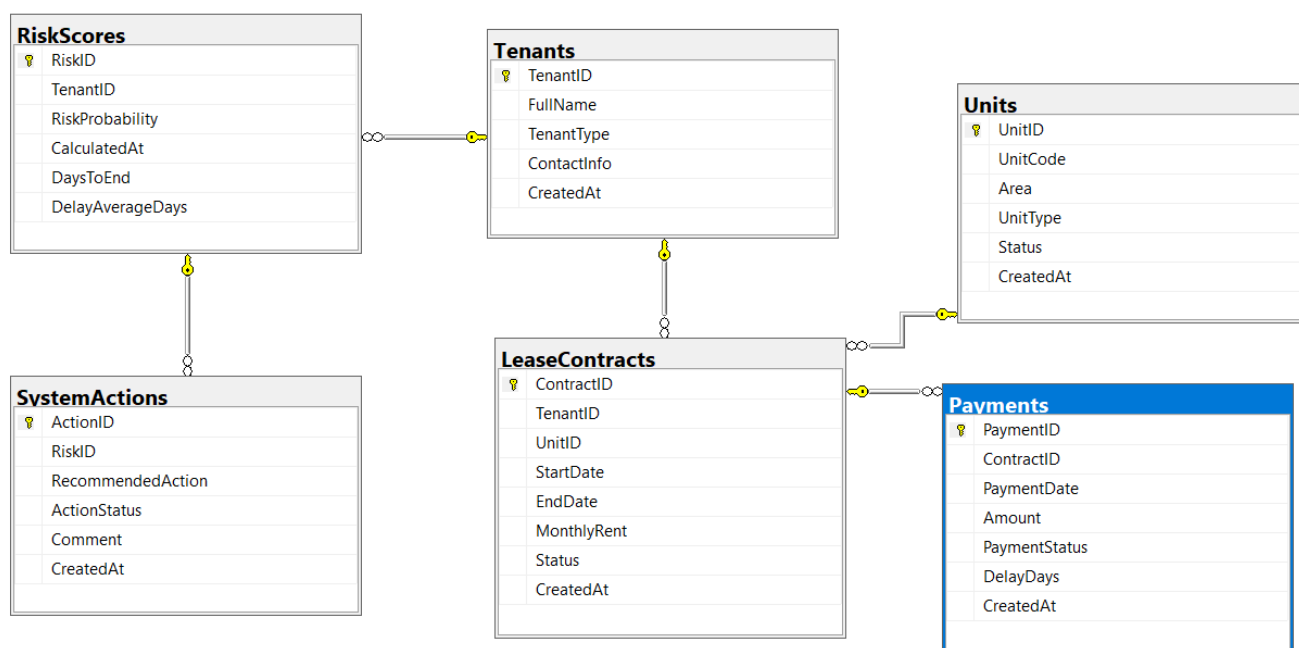 RiskScores
RiskID
TenantID
RiskProbability
CalculatedAt
DaysToEnd
DelayAverageDays
Tenants
TenantID
FullName
TenantType
ContactInfo
CreatedAt
Units
UnitID
UnitCode
Area
UnitType
Status
CreatedAt
SystemActions
ActionID
RiskID
RecommendedAction
ActionStatus
Comment
CreatedAt
LeaseContracts
ContractID
TenantID
UnitID
StartDate
EndDate
MonthlyRent
Status
CreatedAt
Payments
PaymentID
ContractID
PaymentDate
Amount
PaymentStatus
DelayDays
CreatedAt